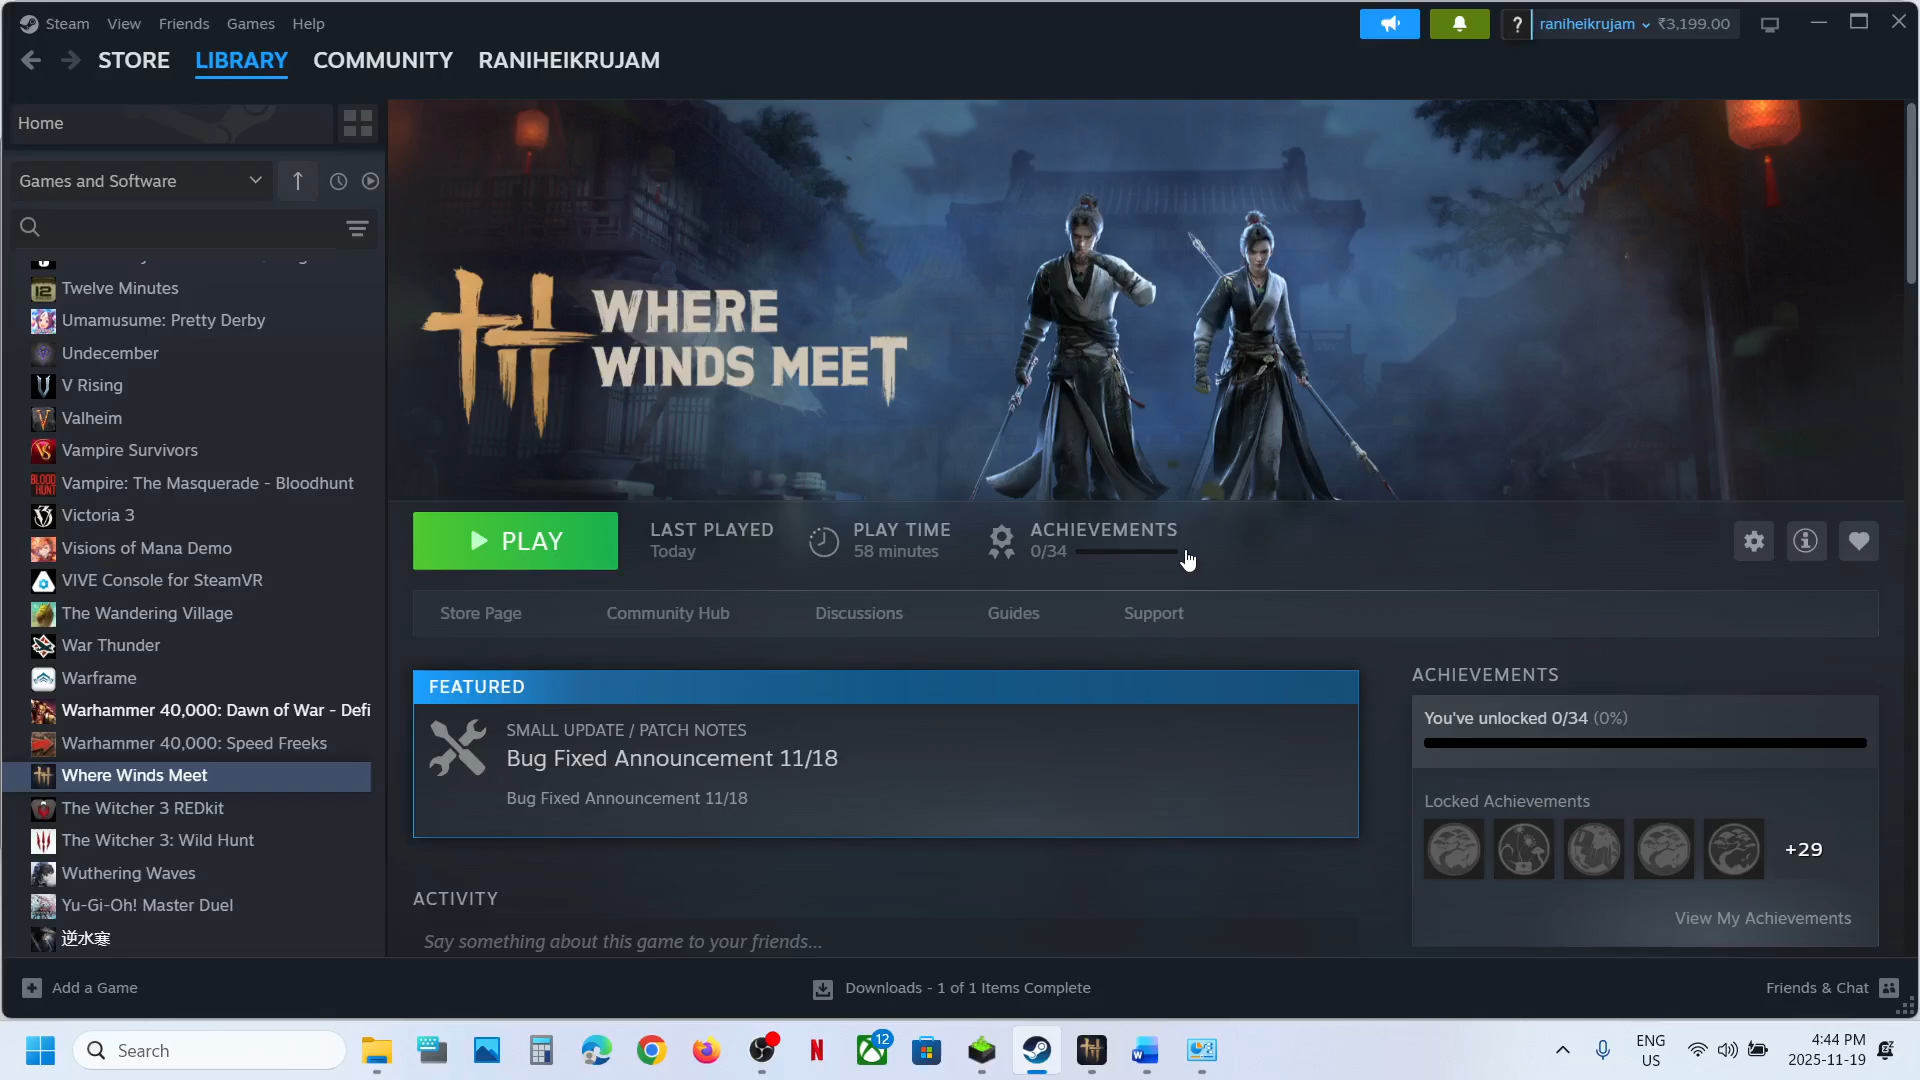 Steam View Friends Games Help
? raniheikrujam ₹3,199.00
STORE LIBRARY COMMUNITY RANIHEIKRUJAM
Home
Games and Software
Twelve Minutes
Umamusume: Pretty Derby
Undecember
V Rising
Valheim
Vampire Survivors
Vampire: The Masquerade - Bloodhunt
Victoria 3
Visions of Mana Demo
VIVE Console for SteamVR
The Wandering Village
War Thunder
Warframe
Warhammer 40,000: Dawn of War - Defi
Warhammer 40,000: Speed Freeks
Where Winds Meet
The Witcher 3 REDkit
The Witcher 3: Wild Hunt
Wuthering Waves
Yu-Gi-Oh! Master Duel
逆水寒
WHERE
WINDS MEET
PLAY
LAST PLAYED
Today
PLAY TIME
58 minutes
ACHIEVEMENTS
0/34
Store Page Community Hub Discussions Guides Support
FEATURED
SMALL UPDATE / PATCH NOTES
Bug Fixed Announcement 11/18
Bug Fixed Announcement 11/18
ACTIVITY
Say something about this game to your friends...
ACHIEVEMENTS
You've unlocked 0/34 (0%)
Locked Achievements
+29
View My Achievements
Add a Game
Downloads - 1 of 1 Items Complete
Friends & Chat
Search
12
ENG
US
4:44 PM
2025-11-19